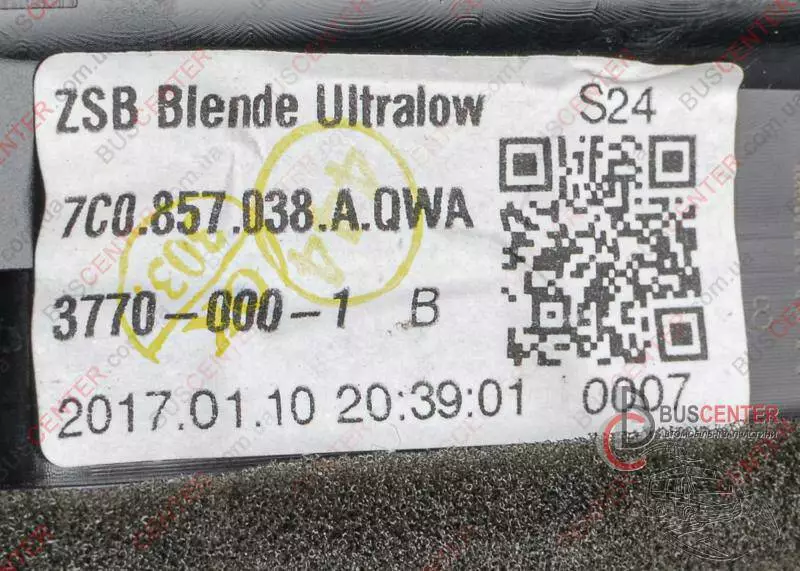 ZSB Blende Ultralow S24
7C0.857.038.A.QWA
3770-000-1 B
2017.01.10 20:39:01 0007
BUSCENTER